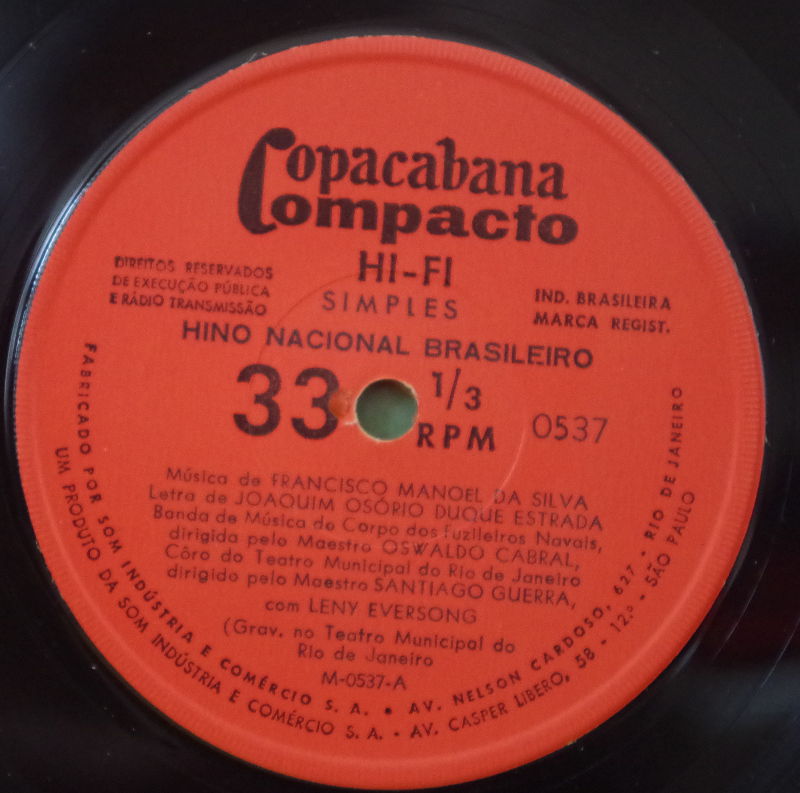 Copacabana
Compacto
HI-FI
SIMPLES
DIREITOS RESERVADOS
DE EXECUÇÃO PÚBLICA
E RÁDIO TRANSMISSÃO
IND. BRASILEIRA
MARCA REGIST.
HINO NACIONAL BRASILEIRO
33 1/3
RPM
0537
Música de FRANCISCO MANOEL DA SILVA
Letra de JOAQUIM OSÓRIO DUQUE ESTRADA
Banda de Música do Corpo dos Fuzileiros Navais,
dirigida pelo Maestro OSWALDO CABRAL,
Côro do Teatro Municipal do Rio de Janeiro
dirigido pelo Maestro SANTIAGO GUERRA,
com LENY EVERSONG
(Grav. no Teatro Municipal do
Rio de Janeiro
M-0537-A
FABRICADO POR SOM INDÚSTRIA E COMÉRCIO S. A. • AV. NELSON CARDOSO, 627 - RIO DE JANEIRO
UM PRODUTO DA SOM INDÚSTRIA E COMÉRCIO S. A. - AV. CASPER LIBERO, 58 - 12.º - SÃO PAULO